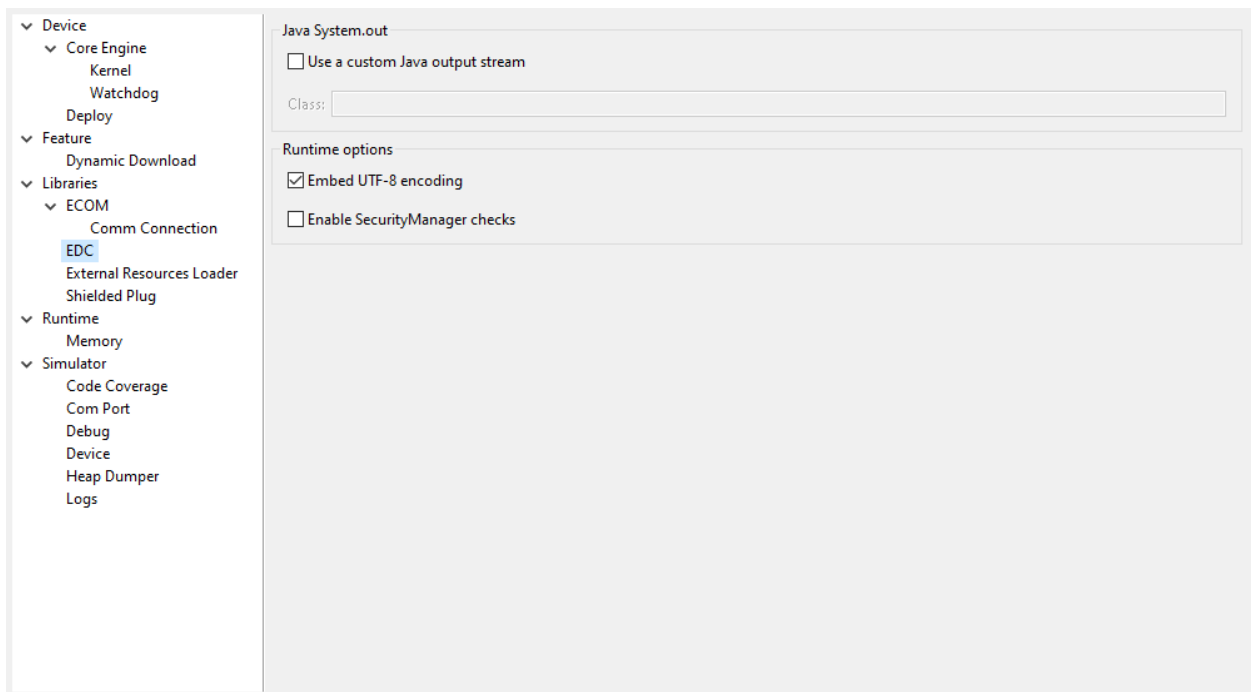 Device
Core Engine
Kernel
Watchdog
Deploy
Feature
Dynamic Download
Libraries
ECOM
Comm Connection
EDC
External Resources Loader
Shielded Plug
Runtime
Memory
Simulator
Code Coverage
Com Port
Debug
Device
Heap Dumper
Logs
Java System.out
Use a custom Java output stream
Class:
Runtime options
Embed UTF-8 encoding
Enable SecurityManager checks